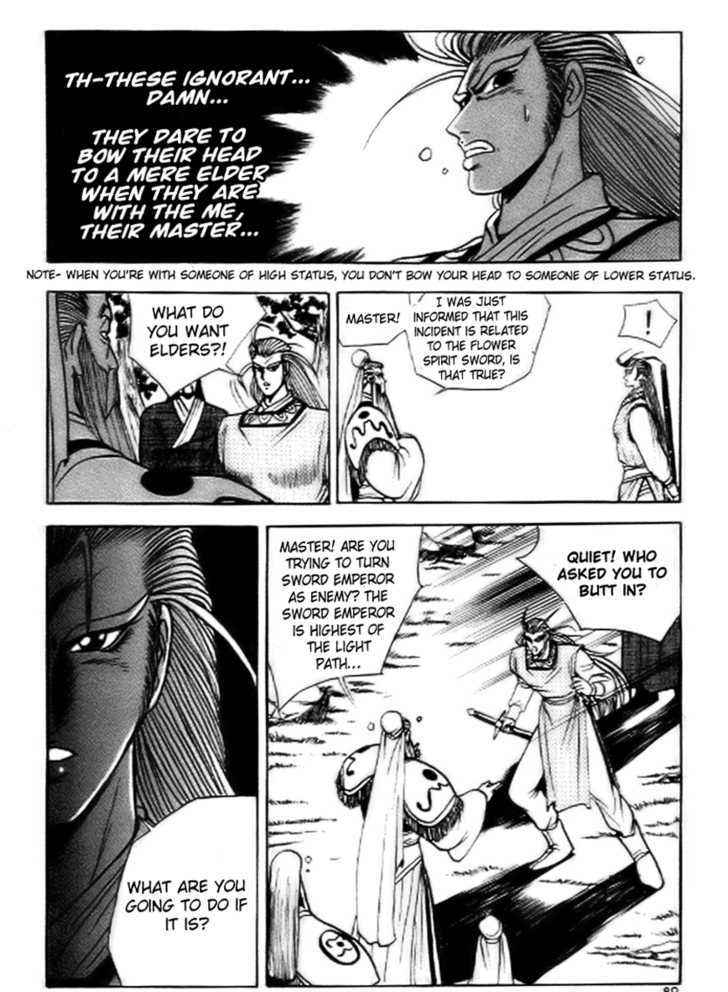 TH-THESE IGNORANT...
DAMN...
THEY DARE TO
BOW THEIR HEAD
TO A MERE ELDER
WHEN THEY ARE
WITH THE ME,
THEIR MASTER...
NOTE- WHEN YOU'RE WITH SOMEONE OF HIGH STATUS, YOU DON'T BOW YOUR HEAD TO SOMEONE OF LOWER STATUS.
WHAT DO
YOU WANT
ELDERS?!
MASTER!
I WAS JUST
INFORMED THAT THIS
INCIDENT IS RELATED
TO THE FLOWER
SPIRIT SWORD, IS
THAT TRUE?
!
WHAT ARE YOU
GOING TO DO IF
IT IS?
MASTER! ARE YOU
TRYING TO TURN
SWORD EMPEROR
AS ENEMY? THE
SWORD EMPEROR
IS HIGHEST OF
THE LIGHT
PATH...
QUIET! WHO
ASKED YOU TO
BUTT IN?